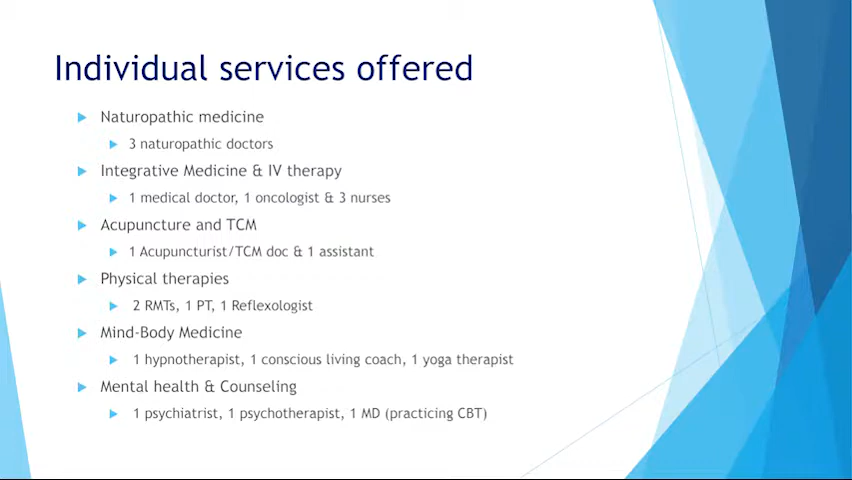 Individual services offered
Naturopathic medicine
3 naturopathic doctors
Integrative Medicine & IV therapy
1 medical doctor, 1 oncologist & 3 nurses
Acupuncture and TCM
1 Acupuncturist/TCM doc & 1 assistant
Physical therapies
2 RMTs, 1 PT, 1 Reflexologist
Mind-Body Medicine
1 hypnotherapist, 1 conscious living coach, 1 yoga therapist
Mental health & Counseling
1 psychiatrist, 1 psychotherapist, 1 MD (practicing CBT)